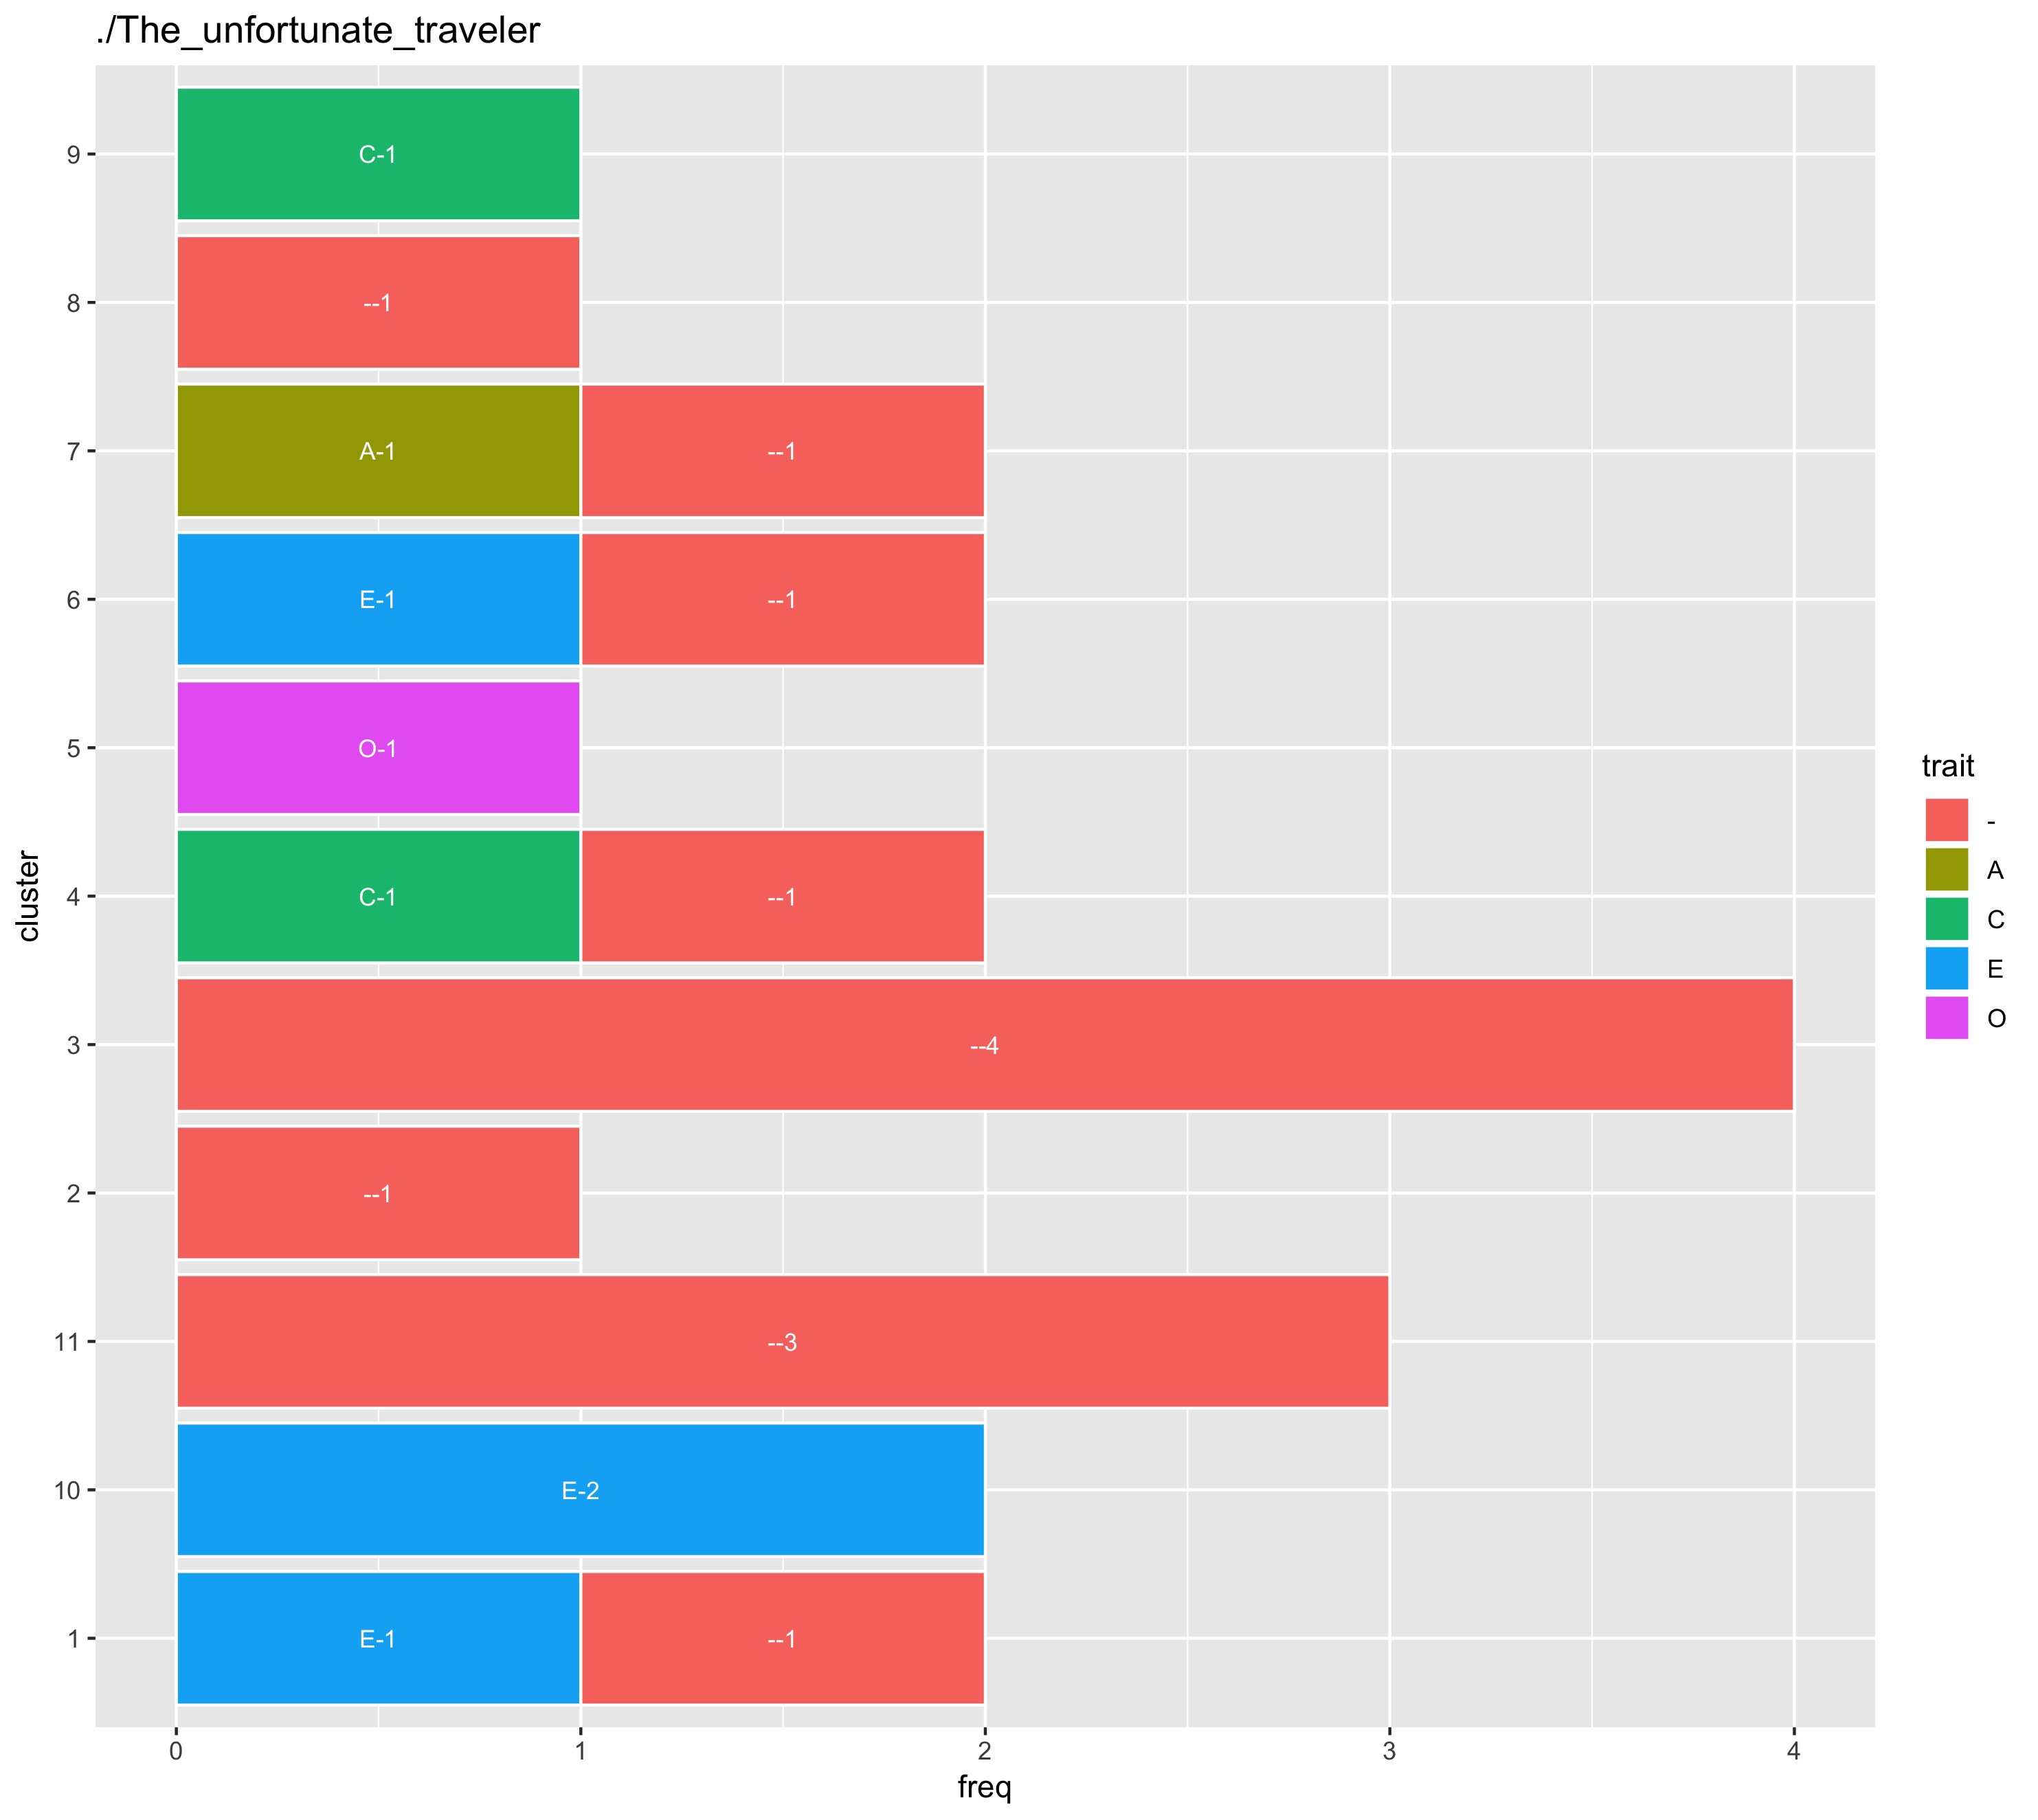 ./The_unfortunate_traveler
9
C-1
8
--1
7
A-1
--1
6
E-1
--1
5
O-1
4
C-1
--1
3
--4
2
--1
11
--3
10
E-2
1
E-1
--1
0
1
2
3
4
freq
cluster
trait
-
A
C
E
O